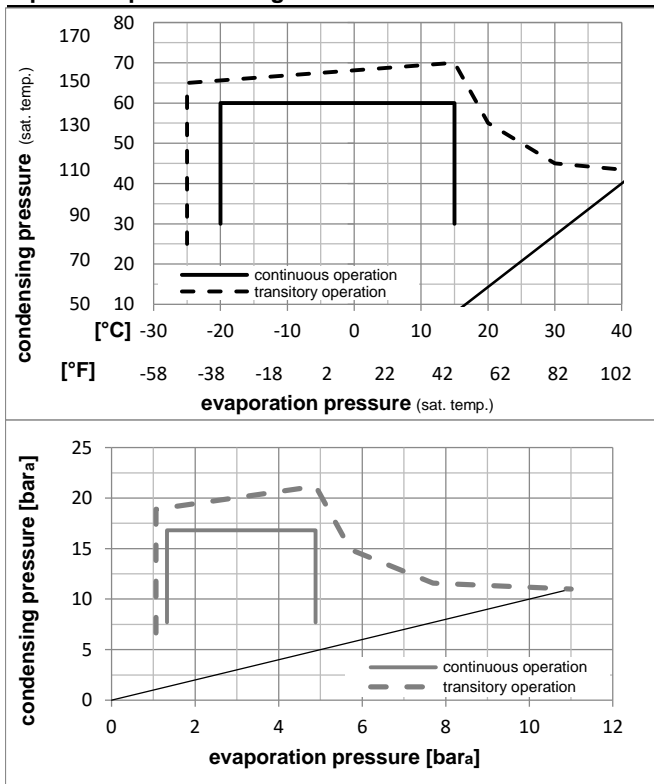 condensing pressure (sat. temp.)
170 80
70
150 60
130 50
110 40
90 30
70 20
50 10
continuous operation
transitory operation
[°C] -30 -20 -10 0 10 20 30 40
[°F] -58 -38 -18 2 22 42 62 82 102
evaporation pressure (sat. temp.)
condensing pressure [bara]
25
20
15
10
5
0
continuous operation
transitory operation
0 2 4 6 8 10 12
evaporation pressure [bara]